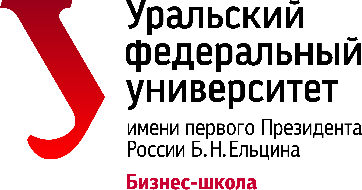 Уральский
федеральный
университет
имени первого Президента
России Б.Н.Ельцина
Бизнес-школа